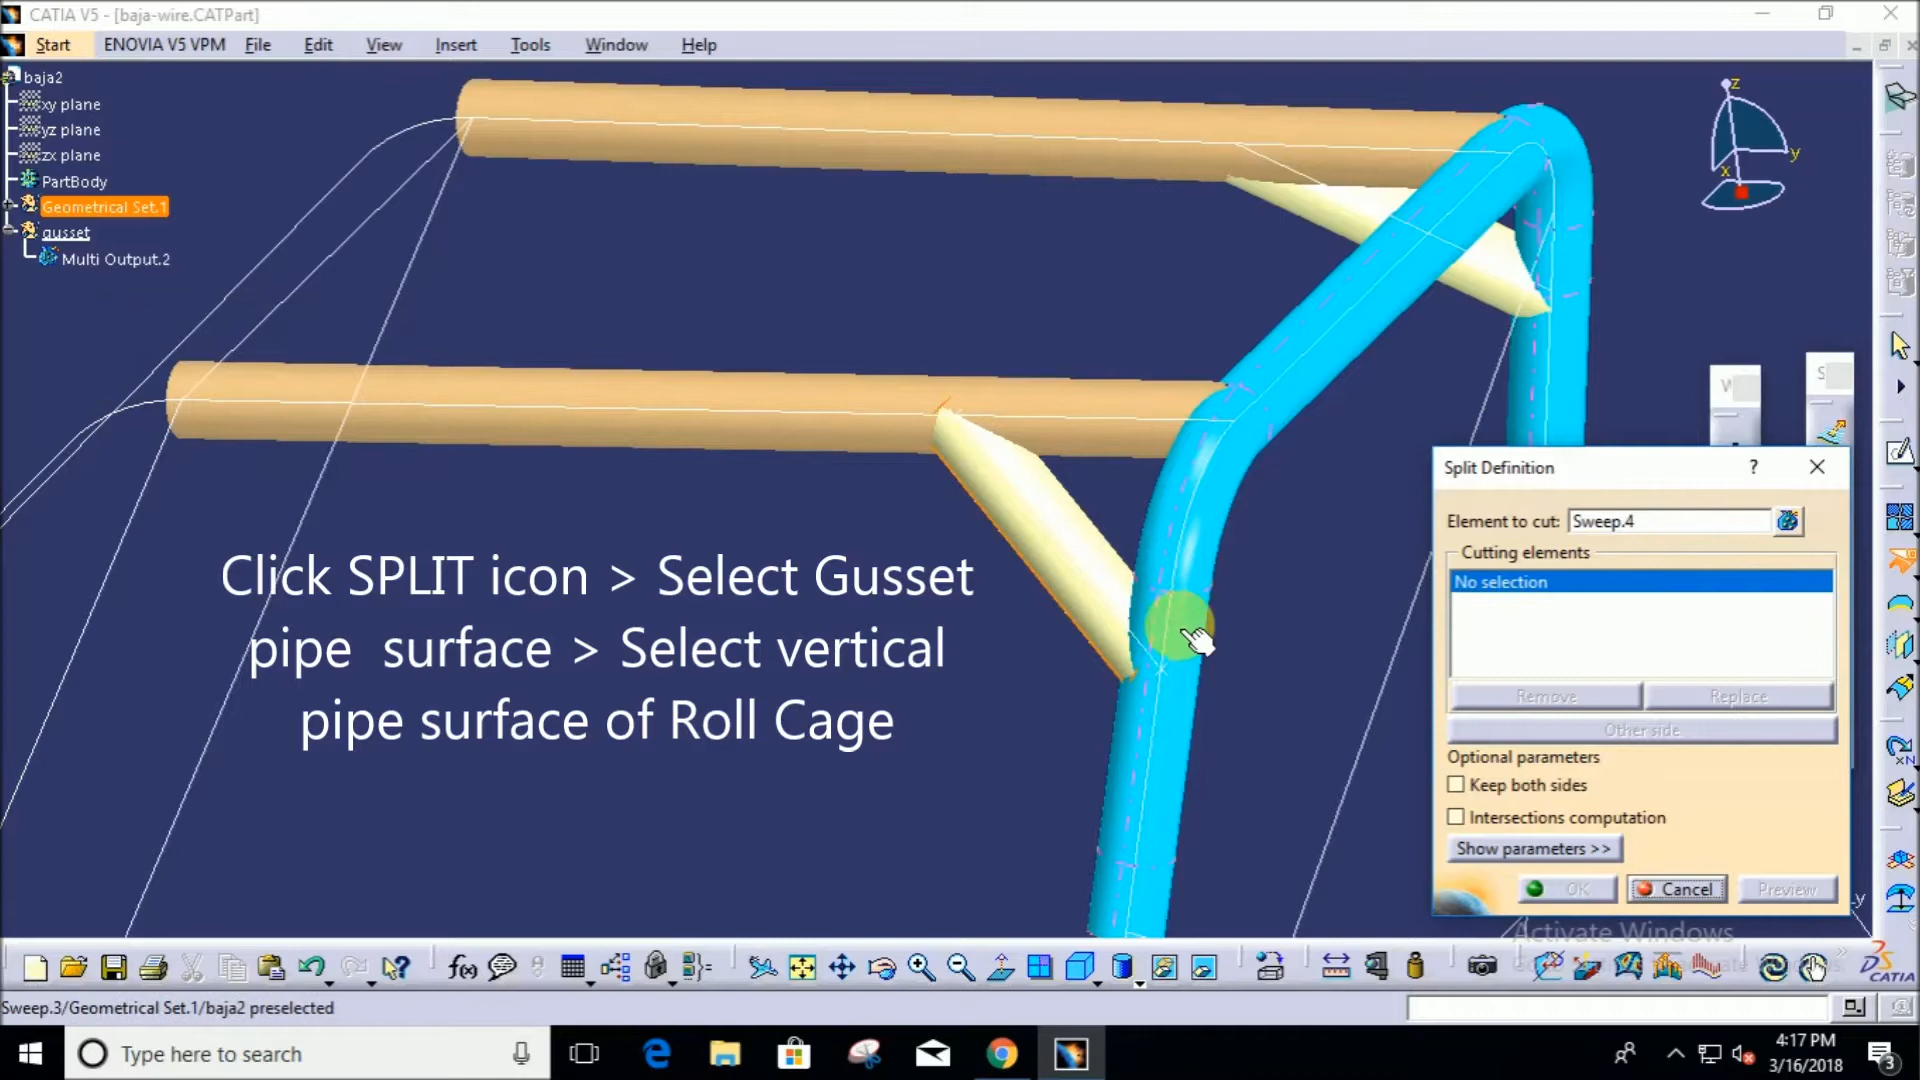 CATIA V5 - [baja-wire.CATPart]
Start ENOVIA V5 VPM File Edit View Insert Tools Window Help
baja2
xy plane
yz plane
zx plane
PartBody
Geometrical Set.1
gusset
Multi Output.2
z
y
x
Click SPLIT icon > Select Gusset
pipe surface > Select vertical
pipe surface of Roll Cage
Split Definition ?
Element to cut: Sweep.4
Cutting elements
No selection
Remove Replace
Other side
Optional parameters
Keep both sides
Intersections computation
Show parameters >>
OK Cancel Preview
Activate Windows
f(x)
CATIA
Sweep.3/Geometrical Set.1/baja2 preselected
Type here to search
4:17 PM
3/16/2018
3